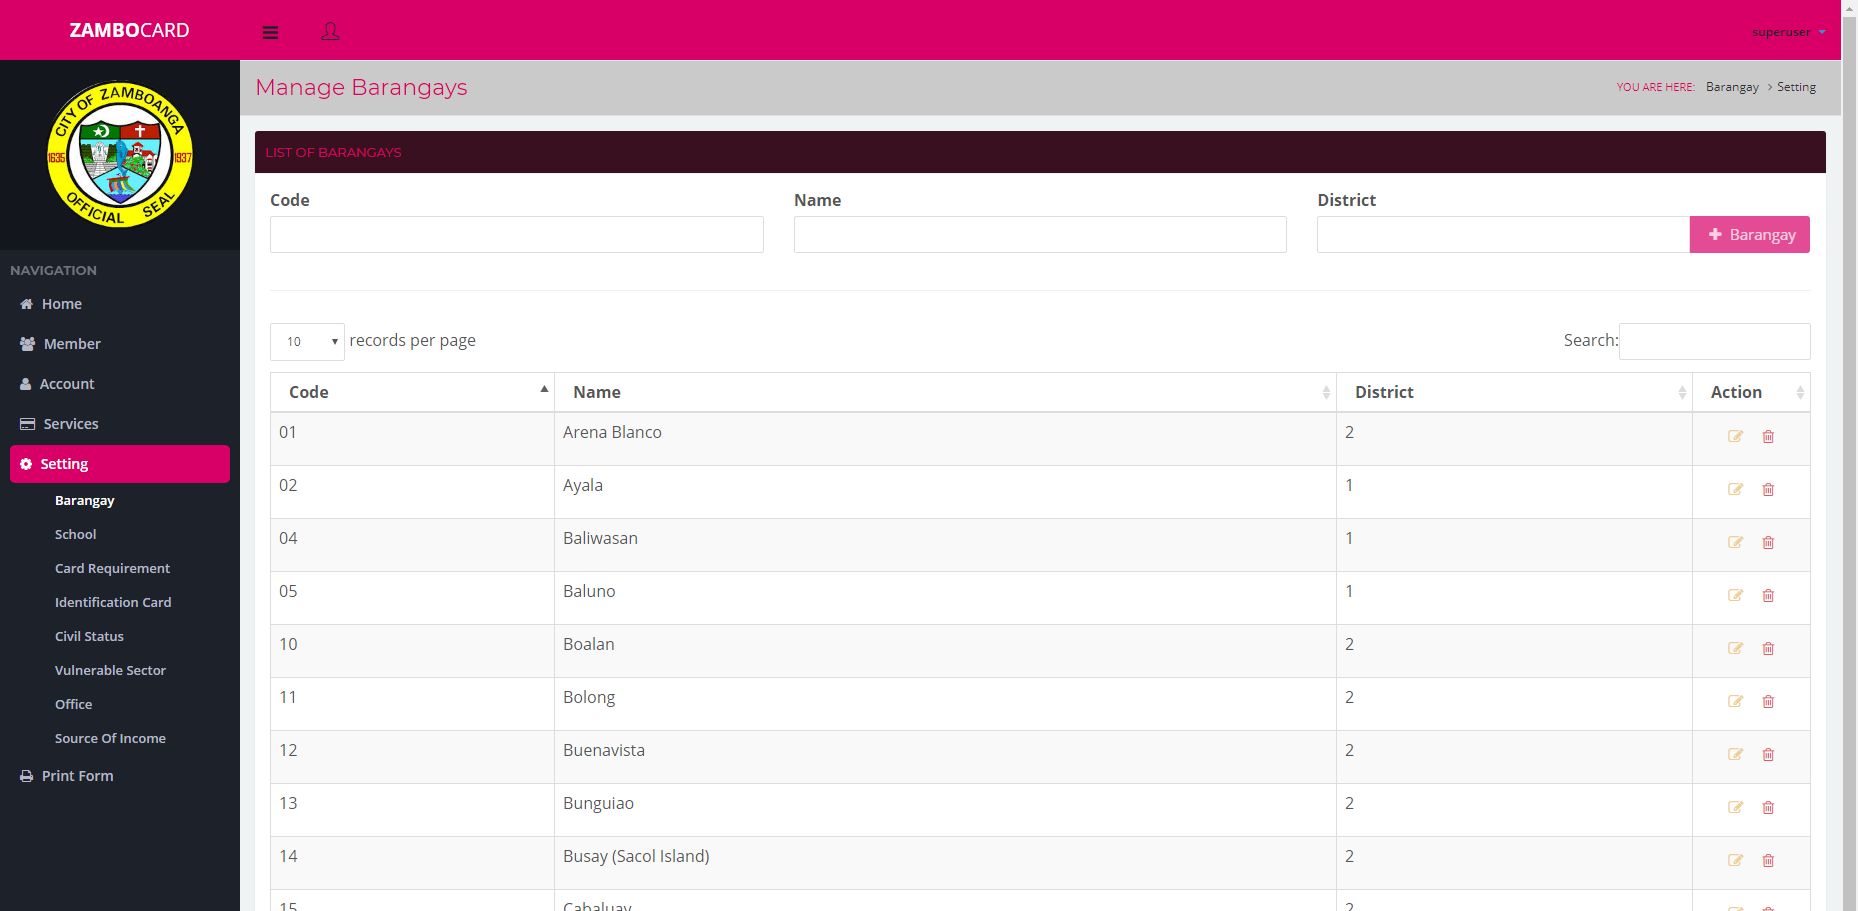 ZAMBOCARD
superuser
CITY OF ZAMBOANGA
1635
1937
OFFICIAL SEAL
Manage Barangays
YOU ARE HERE: Barangay > Setting
NAVIGATION
Home
Member
Account
Services
Setting
Barangay
School
Card Requirement
Identification Card
Civil Status
Vulnerable Sector
Office
Source Of Income
Print Form
LIST OF BARANGAYS
Code Name District
+ Barangay
10 records per page Search:
Code Name District Action
01 Arena Blanco 2
02 Ayala 1
04 Baliwasan 1
05 Baluno 1
10 Boalan 2
11 Bolong 2
12 Buenavista 2
13 Bunguiao 2
14 Busay (Sacol Island) 2
15 Cabaluay 2